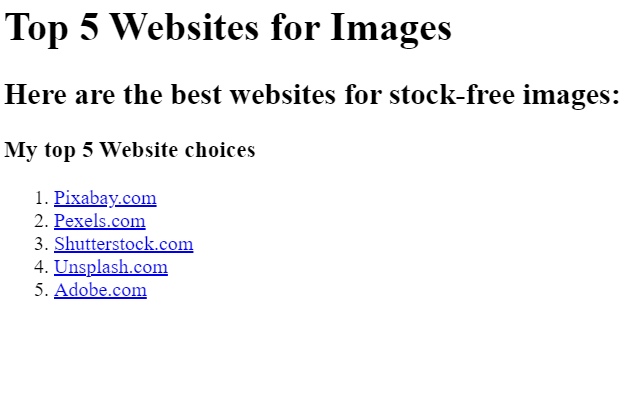 Top 5 Websites for Images
Here are the best websites for stock-free images:
My top 5 Website choices
1. Pixabay.com
2. Pexels.com
3. Shutterstock.com
4. Unsplash.com
5. Adobe.com